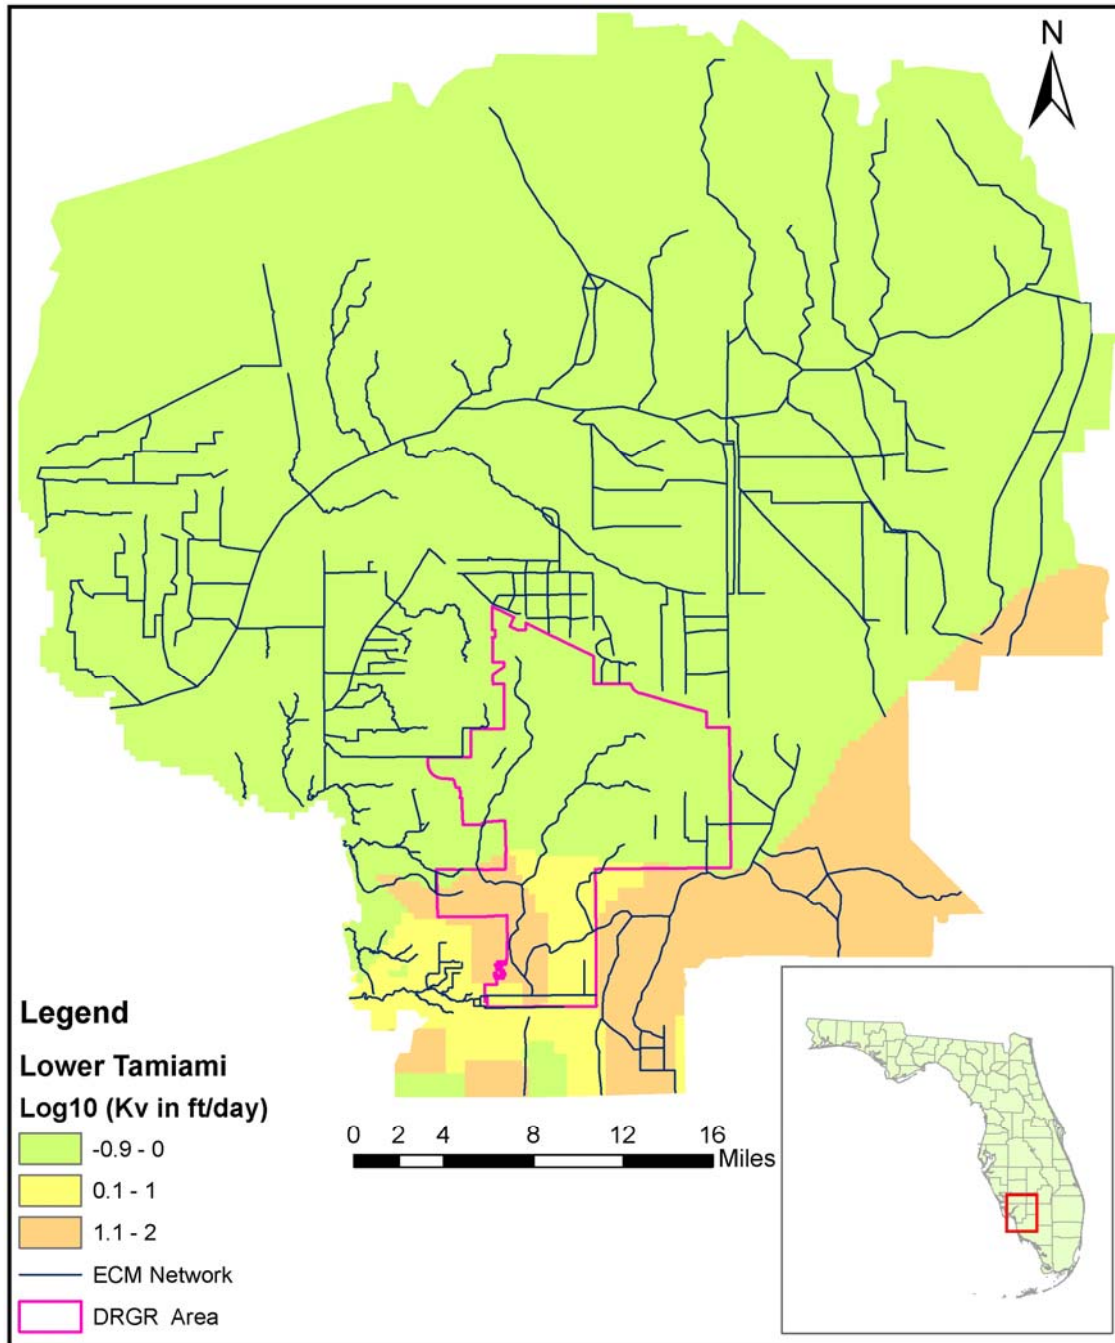 N
Legend
Lower Tamiami
Log10 (Kv in ft/day)
-0.9 - 0
0.1 - 1
1.1 - 2
ECM Network
DRGR Area
0 2 4 8 12 16
Miles